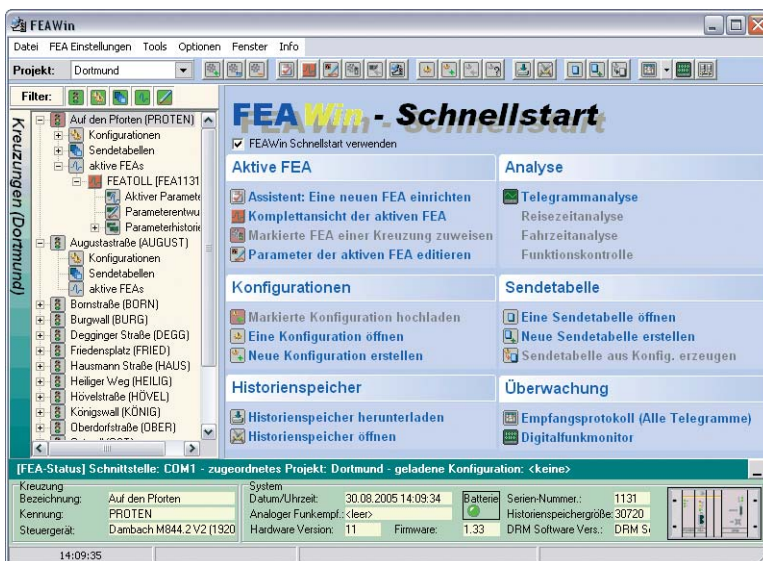 FEAWin
Datei FEA Einstellungen Tools Optionen Fenster Info
Projekt: Dortmund
Filter:
Kreuzungen (Dortmund)
Auf den Pforten (PROTEN)
Konfigurationen
Sendetabellen
aktive FEAs
FEATOLL [FEA1131
Aktiver Paramete
Parameterentwu
Parameterhistorie
Augustastraße (AUGUST)
Konfigurationen
Sendetabellen
aktive FEAs
Bornstraße (BORN)
Burgwall (BURG)
Degginger Straße (DEGG)
Friedensplatz (FRIED)
Hausmann Straße (HAUS)
Heiliger Weg (HEILIG)
Hövelstraße (HÖVEL)
Königswall (KÖNIG)
Oberdorfstraße (OBER)
FEAWin - Schnellstart
FEAWin Schnellstart verwenden
Aktive FEA
Assistent: Eine neuen FEA einrichten
Komplettansicht der aktiven FEA
Markierte FEA einer Kreuzung zuweisen
Parameter der aktiven FEA editieren
Analyse
Telegrammanalyse
Reisezeitanalyse
Fahrzeitanalyse
Funktionskontrolle
Konfigurationen
Markierte Konfiguration hochladen
Eine Konfiguration öffnen
Neue Konfiguration erstellen
Sendetabelle
Eine Sendetabelle öffnen
Neue Sendetabelle erstellen
Sendetabelle aus Konfig. erzeugen
Historienspeicher
Historienspeicher herunterladen
Historienspeicher öffnen
Überwachung
Empfangsprotokoll (Alle Telegramme)
Digitalfunkmonitor
[FEA-Status] Schnittstelle: COM1 - zugeordnetes Projekt: Dortmund - geladene Konfiguration: <keine>
Kreuzung
Bezeichnung: Auf den Pforten
Kennung: PROTEN
Steuergerät: Dambach M844.2 V2 (1920
System
Datum/Uhrzeit: 30.08.2005 14:09:34
Analoger Funkempf.: <leer>
Hardware Version: 11 Firmware: 1.33
Batterie
Serien-Nummer.: 1131
Historienspeichergröße: 30720
DRM Software Vers.: DRM S
14:09:35